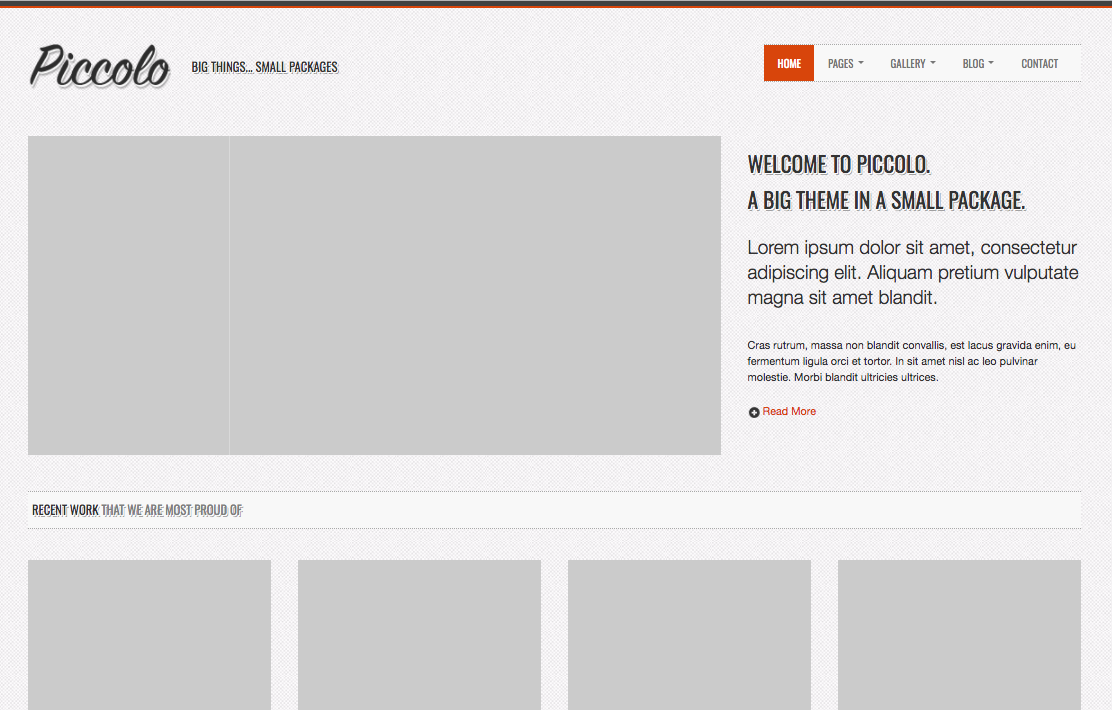 Piccolo
BIG THINGS... SMALL PACKAGES
HOME PAGES GALLERY BLOG CONTACT
WELCOME TO PICCOLO.
A BIG THEME IN A SMALL PACKAGE.
Lorem ipsum dolor sit amet, consectetur
adipiscing elit. Aliquam pretium vulputate
magna sit amet blandit.
Cras rutrum, massa non blandit convallis, est lacus gravida enim, eu
fermentum ligula orci et tortor. In sit amet nisl ac leo pulvinar
molestie. Morbi blandit ultricies ultrices.
Read More
RECENT WORK THAT WE ARE MOST PROUD OF